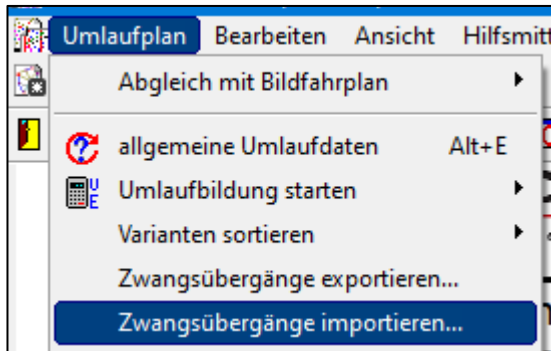 Umlaufplan Bearbeiten Ansicht Hilfsmitt
Abgleich mit Bildfahrplan
allgemeine Umlaufdaten Alt+E
Umlaufbildung starten
Varianten sortieren
Zwangsübergänge exportieren...
Zwangsübergänge importieren...